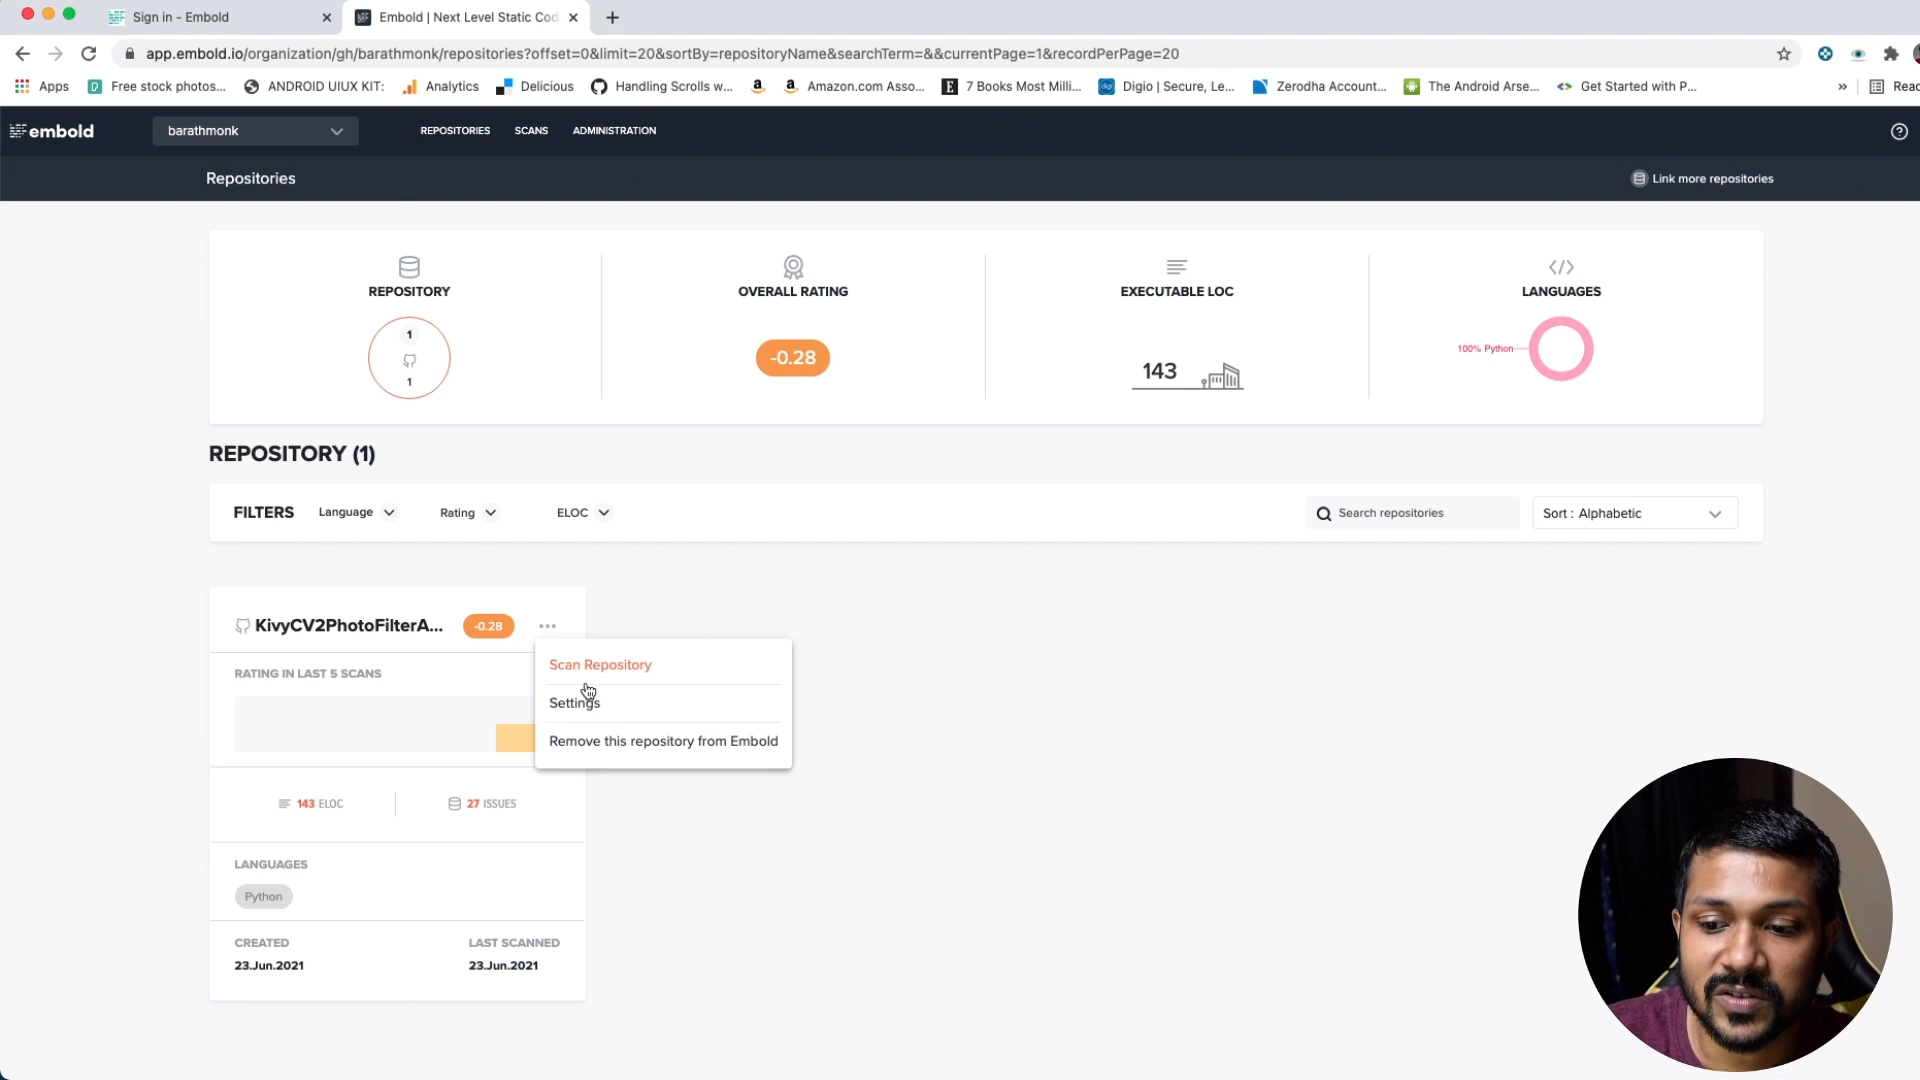 Sign in - Embold
Embold | Next Level Static Cod
app.embold.io/organization/gh/barathmonk/repositories?offset=0&limit=20&sortBy=repositoryName&searchTerm=&&currentPage=1&recordPerPage=20
Apps
Free stock photos...
ANDROID UIUX KIT:
Analytics
Delicious
Handling Scrolls w...
Amazon.com Asso...
7 Books Most Milli...
Digio | Secure, Le...
Zerodha Account...
The Android Arse...
Get Started with P...
»
Read
embold
barathmonk
REPOSITORIES
SCANS
ADMINISTRATION
Repositories
Link more repositories
REPOSITORY
1
1
OVERALL RATING
-0.28
EXECUTABLE LOC
143
LANGUAGES
100% Python
REPOSITORY (1)
FILTERS
Language
Rating
ELOC
Search repositories
Sort : Alphabetic
KivyCV2PhotoFilterA...
-0.28
Scan Repository
Settings
Remove this repository from Embold
RATING IN LAST 5 SCANS
143 ELOC
27 ISSUES
LANGUAGES
Python
CREATED
23.Jun.2021
LAST SCANNED
23.Jun.2021